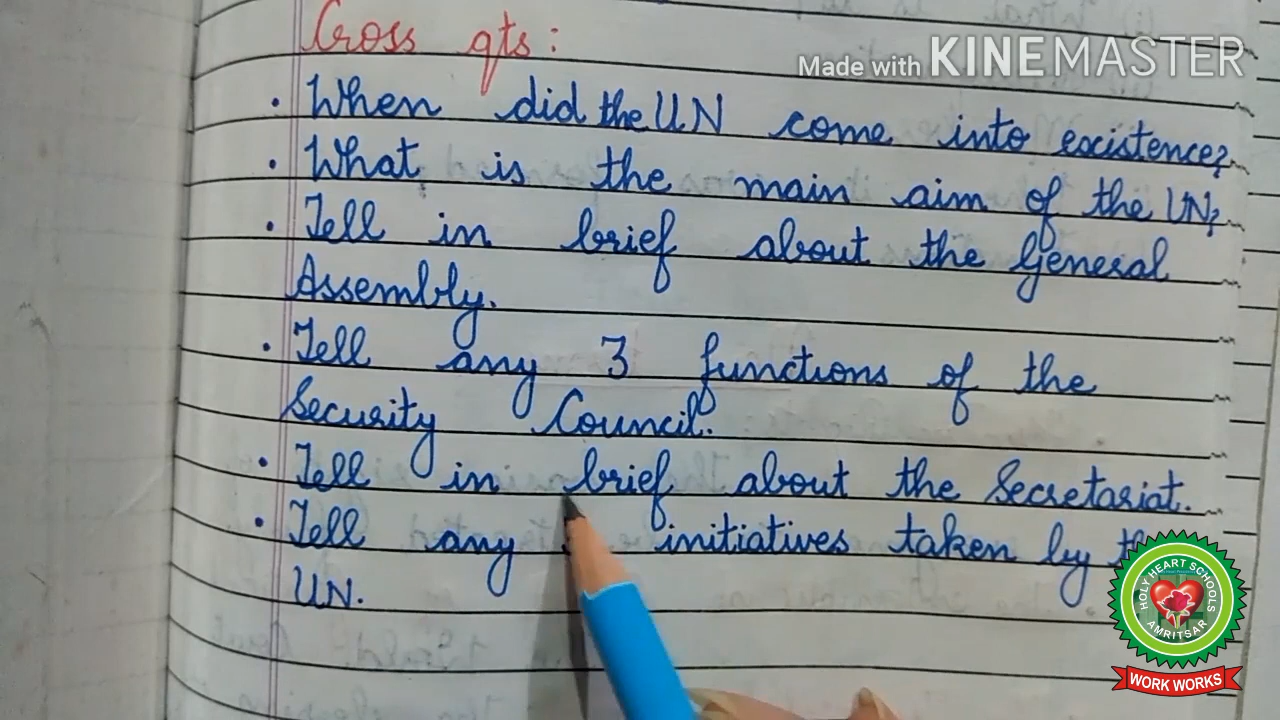 Cross qts:
Made with KINEMASTER
• When did the UN come into existence?
• What is the main aim of the UN?
• Tell in brief about the General
Assembly.
• Tell any 3 functions of the
Security Council.
• Tell in brief about the Secretariat.
• Tell any initiatives taken by
UN.
HOLY HEART SCHOOLS
AMRITSAR
WORK WORKS